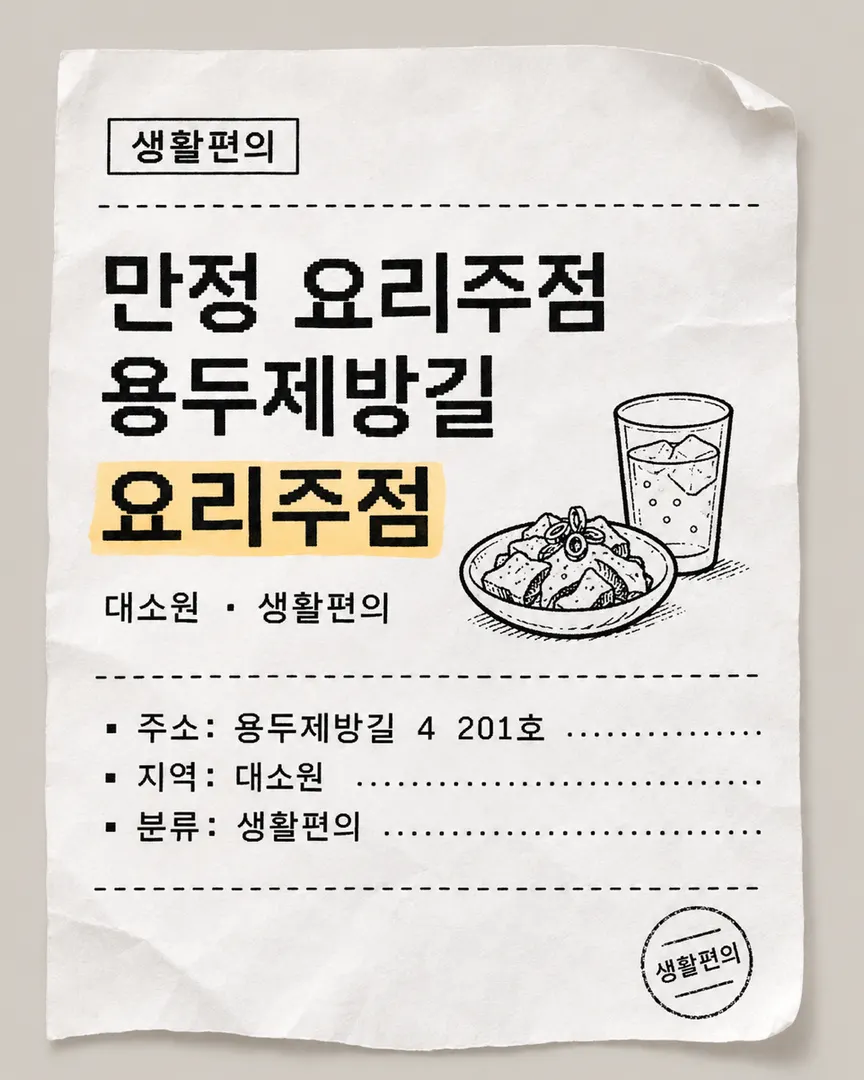 생활편의
만정 요리주점
용두제방길
요리주점
대소원 · 생활편의
▪ 주소: 용두제방길 4 201호
▪ 지역: 대소원
▪ 분류: 생활편의
생활편의